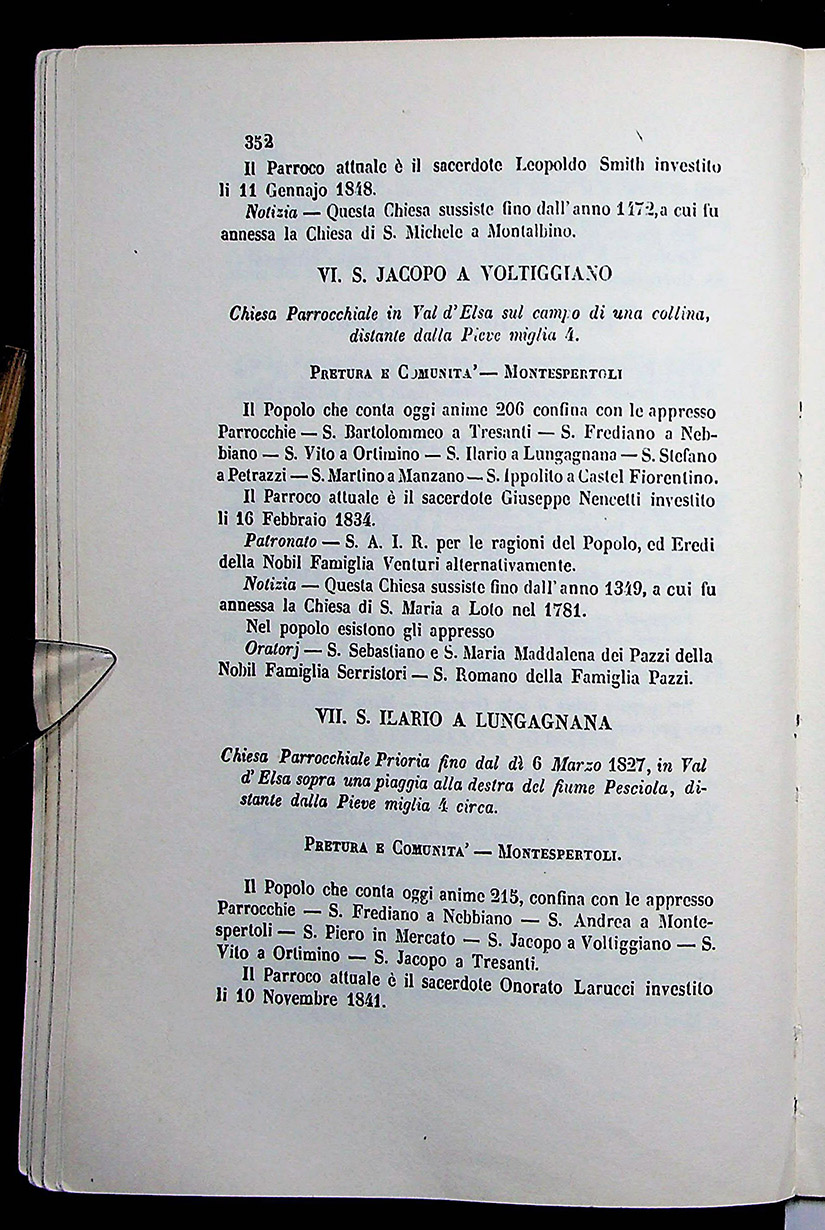 352
Il Parroco attuale è il sacerdote Leopoldo Smith investito
li 11 Gennajo 1848.
Notizia — Questa Chiesa sussiste fino dall'anno 1472, a cui fu
annessa la Chiesa di S. Michele a Montalbino.
VI. S. JACOPO A VOLTIGGIANO
Chiesa Parrocchiale in Val d'Elsa sul campo di una collina,
distante dalla Pieve miglia 4.
PRETURA E COMUNITA' — MONTESPERTOLI
Il Popolo che conta oggi anime 206 confina con le appresso
Parrocchie — S. Bartolommeo a Tresanti — S. Frediano a Neb-
biano — S. Vito a Ortimino — S. Ilario a Lungagnana — S. Stefano
a Petrazzi — S. Martino a Manzano — S. Ippolito a Castel Fiorentino.
Il Parroco attuale è il sacerdote Giuseppe Nencetti investito
li 16 Febbraio 1834.
Patronato — S. A. I. R. per le ragioni del Popolo, ed Eredi
della Nobil Famiglia Venturi alternativamente.
Notizia — Questa Chiesa sussiste fino dall'anno 1349, a cui fu
annessa la Chiesa di S. Maria a Loto nel 1781.
Nel popolo esistono gli appresso
Oratorj — S. Sebastiano e S. Maria Maddalena dei Pazzi della
Nobil Famiglia Serristori — S. Romano della Famiglia Pazzi.
VII. S. ILARIO A LUNGAGNANA
Chiesa Parrocchiale Prioria fino dal dì 6 Marzo 1827, in Val
d'Elsa sopra una piaggia alla destra del fiume Pesciola, di-
stante dalla Pieve miglia 4 circa.
PRETURA E COMUNITA' — MONTESPERTOLI.
Il Popolo che conta oggi anime 215, confina con le appresso
Parrocchie — S. Frediano a Nebbiano — S. Andrea a Monte-
spertoli — S. Piero in Mercato — S. Jacopo a Voltiggiano — S.
Vito a Ortimino — S. Jacopo a Tresanti.
Il Parroco attuale è il sacerdote Onorato Larucci investito
li 10 Novembre 1841.